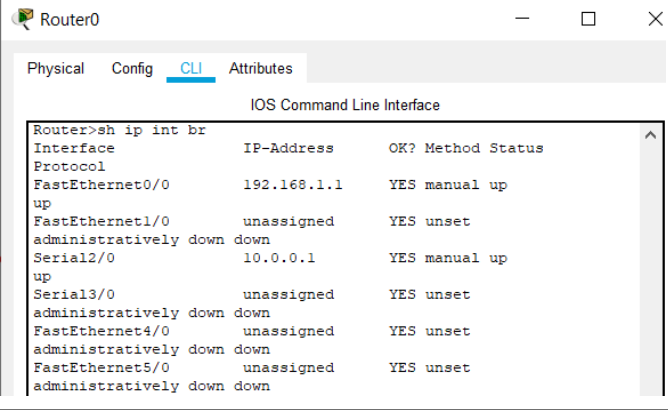 Router0
Physical Config CLI Attributes
IOS Command Line Interface
Router>sh ip int br
Interface IP-Address OK? Method Status
Protocol
FastEthernet0/0 192.168.1.1 YES manual up
up
FastEthernet1/0 unassigned YES unset
administratively down down
Serial2/0 10.0.0.1 YES manual up
up
Serial3/0 unassigned YES unset
administratively down down
FastEthernet4/0 unassigned YES unset
administratively down down
FastEthernet5/0 unassigned YES unset
administratively down down